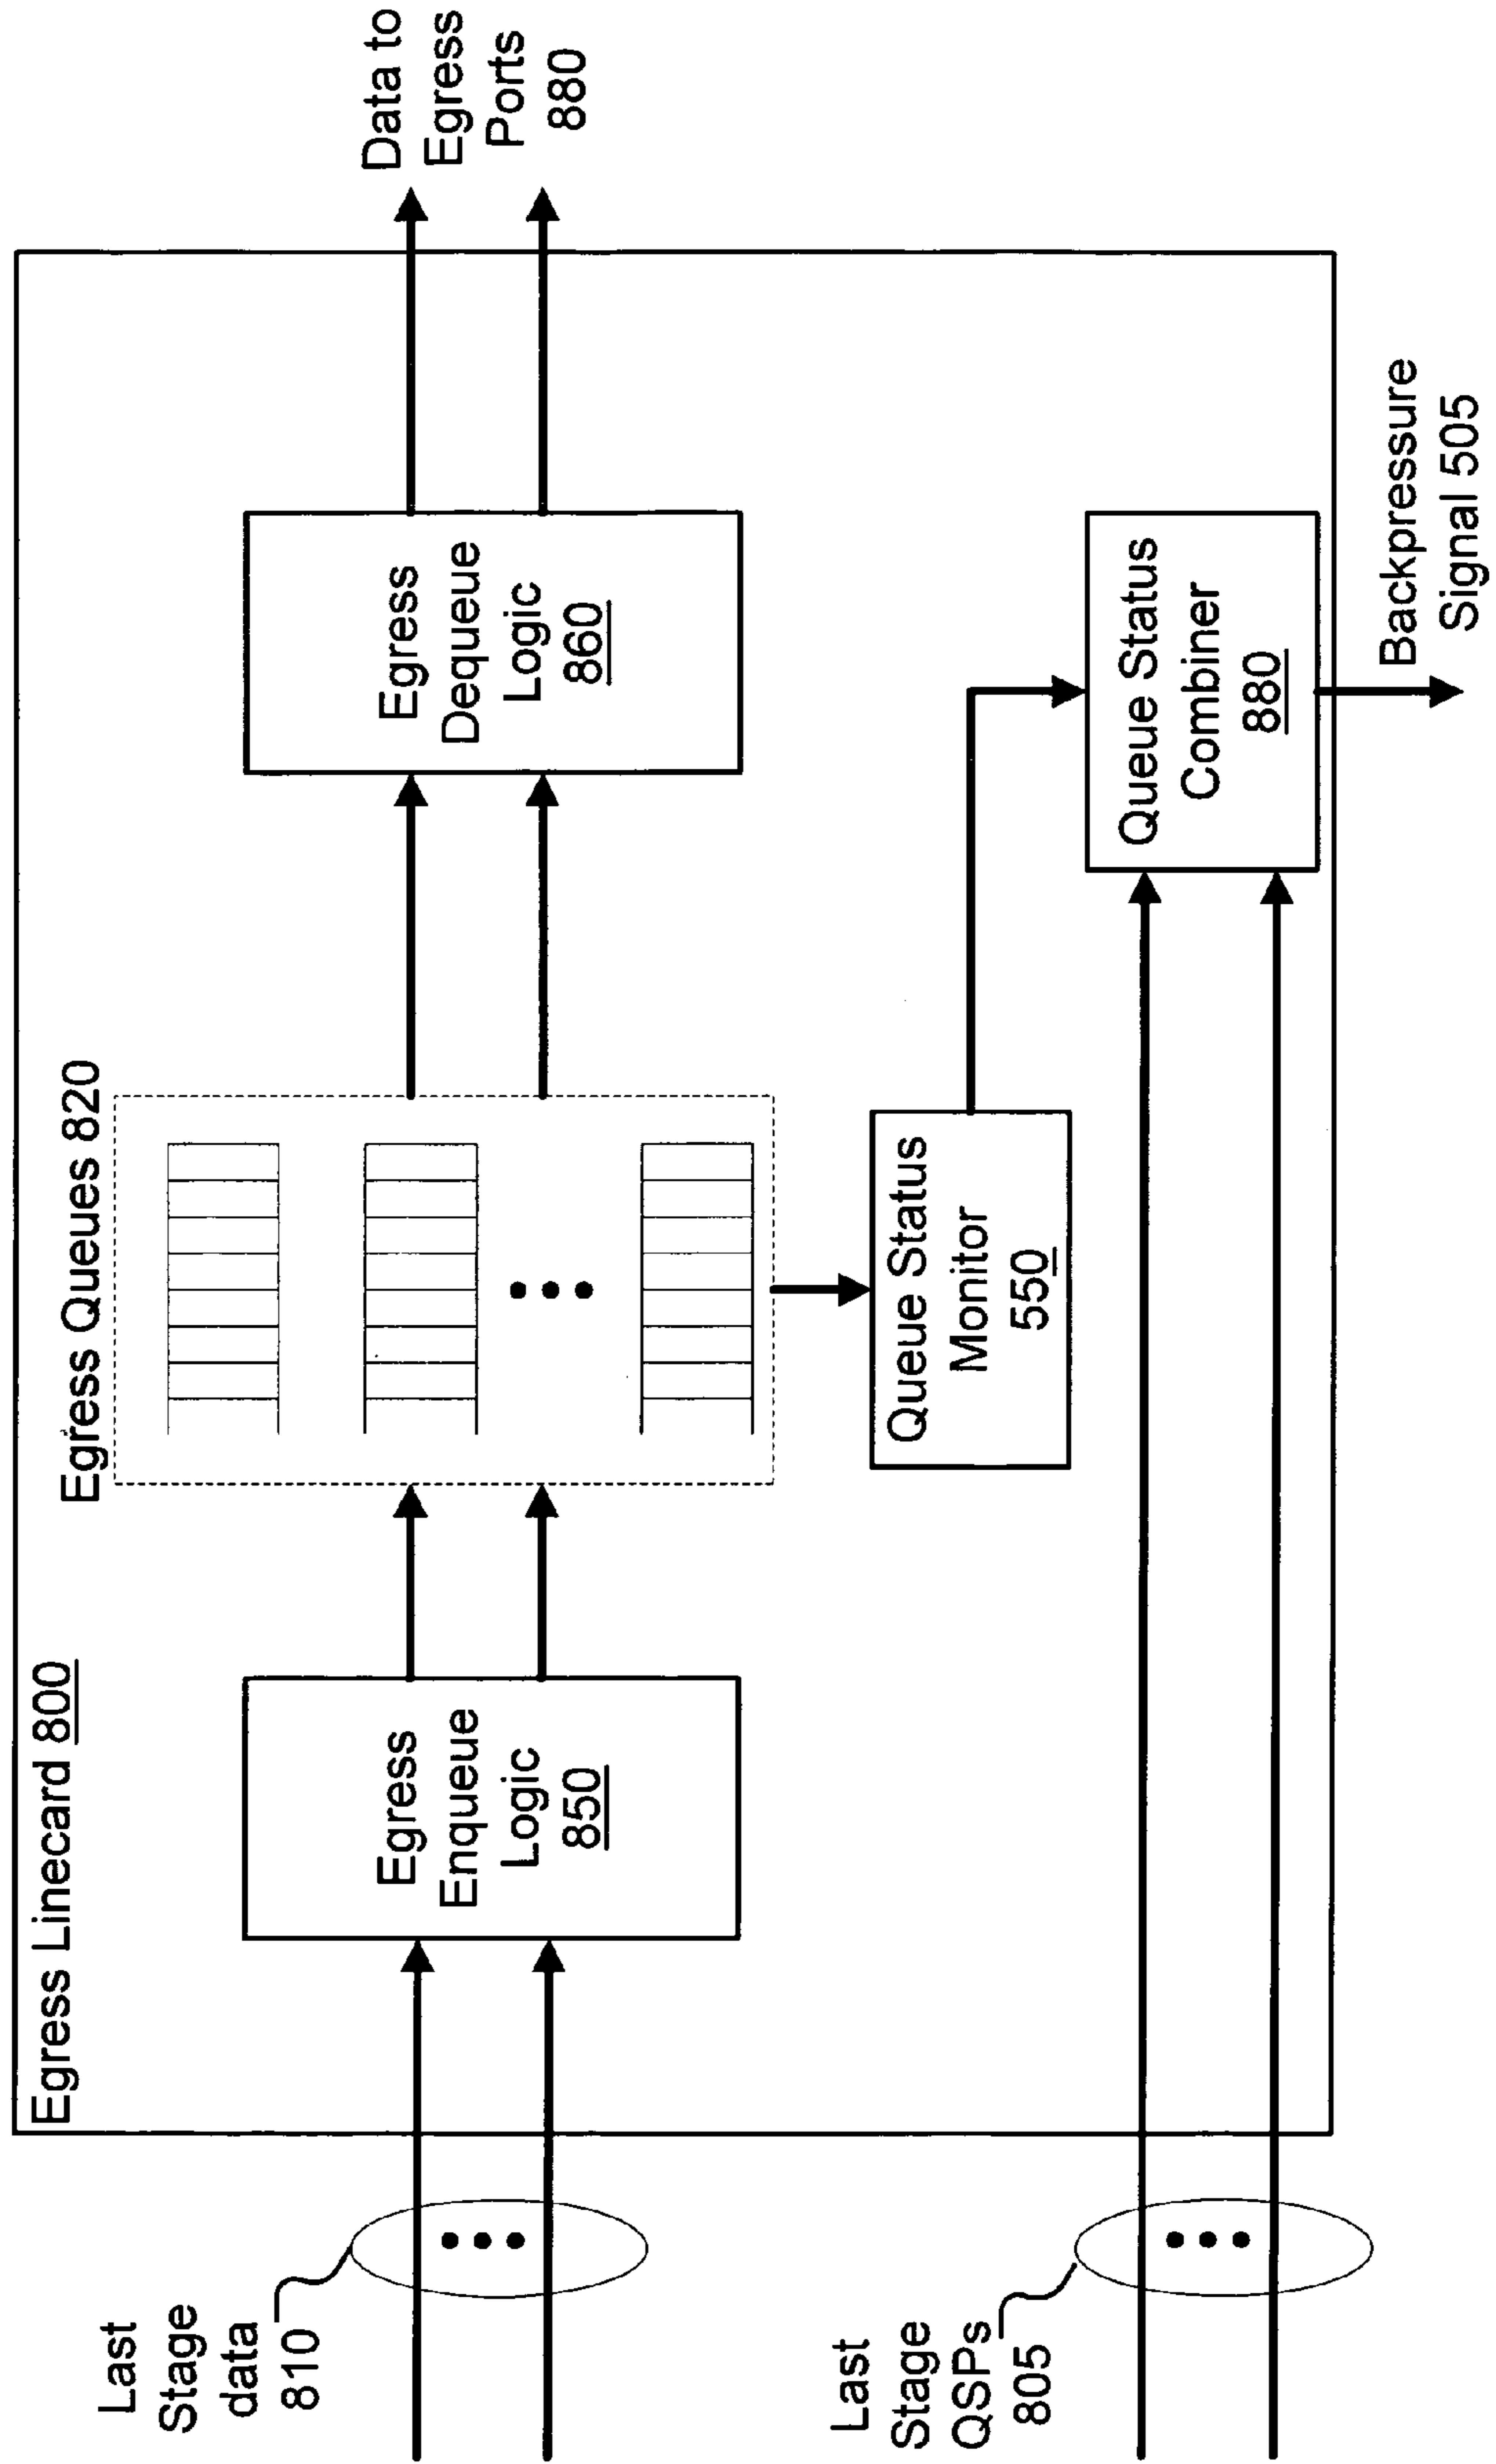 Egress Linecard 800
Egress Queues 820
Last
Stage
data
810
Egress
Enqueue
Logic
850
Egress
Dequeue
Logic
860
Data to
Egress
Ports
880
Queue Status
Monitor
550
Last
Stage
QSPs
805
Queue Status
Combiner
880
Backpressure
Signal 505